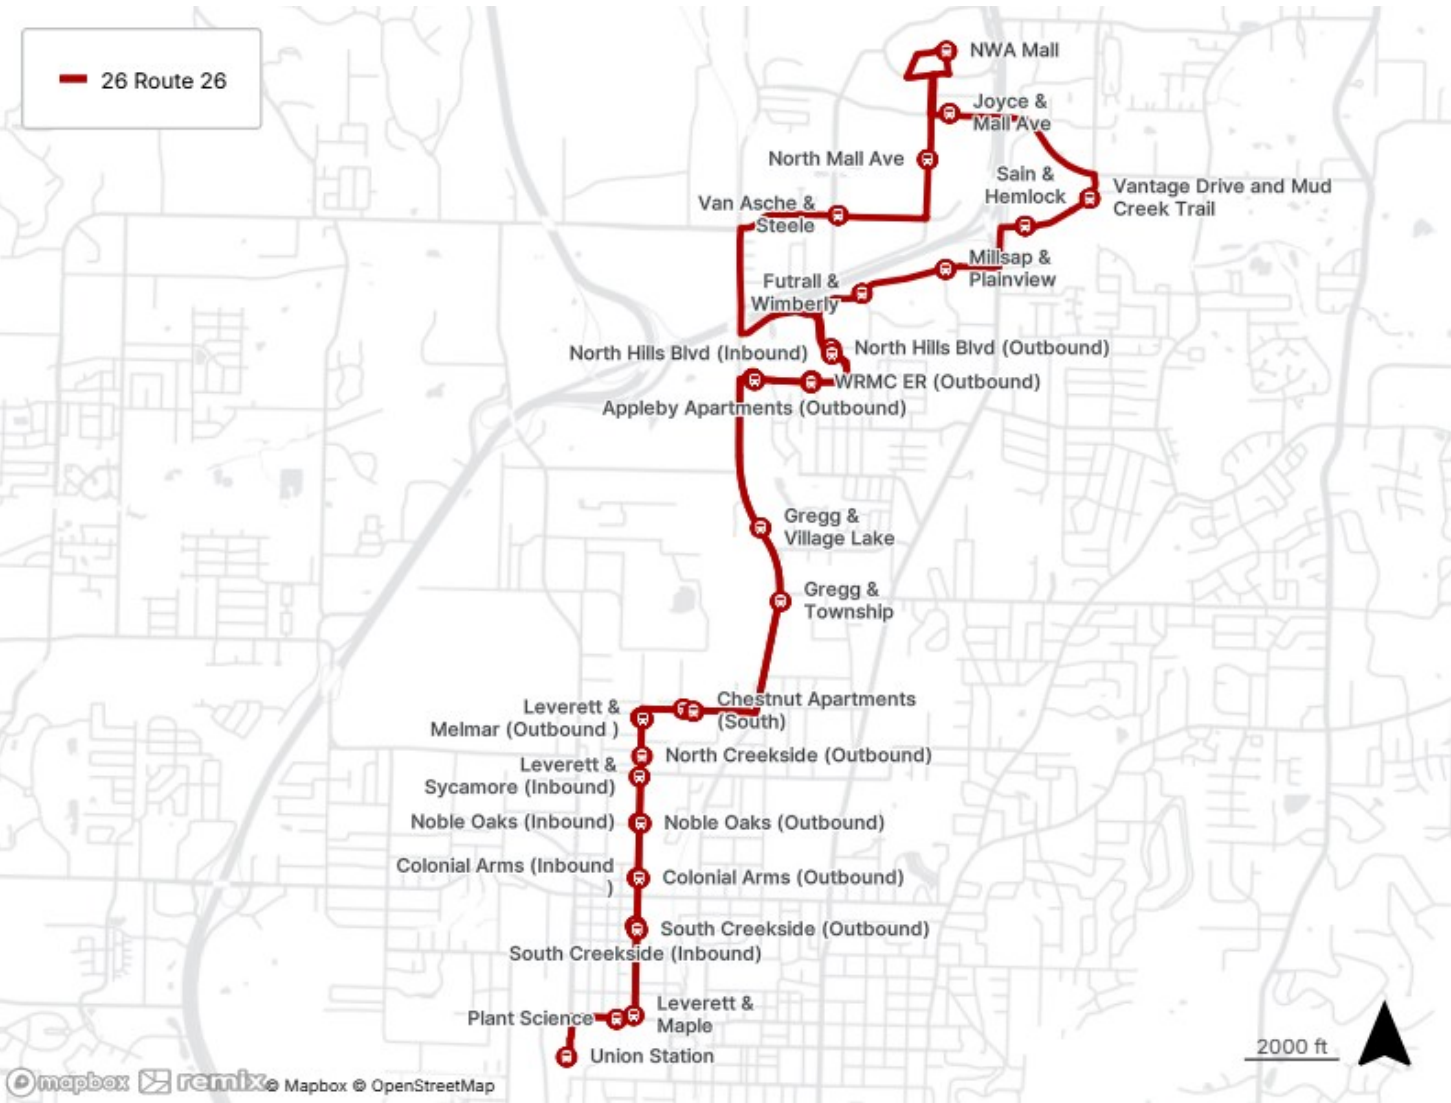 26 Route 26
NWA Mall
Joyce &
Mall Ave
North Mall Ave
Sain &
Hemlock
Vantage Drive and Mud
Creek Trail
Van Asche &
Steele
Millsap &
Plainview
Futrall &
Wimberly
North Hills Blvd (Inbound)
North Hills Blvd (Outbound)
WRMC ER (Outbound)
Appleby Apartments (Outbound)
Gregg &
Village Lake
Gregg &
Township
Chestnut Apartments
(South)
Leverett &
Melmar (Outbound )
North Creekside (Outbound)
Leverett &
Sycamore (Inbound)
Noble Oaks (Inbound)
Noble Oaks (Outbound)
Colonial Arms (Inbound
)
Colonial Arms (Outbound)
South Creekside (Outbound)
South Creekside (Inbound)
Leverett &
Maple
Plant Science
Union Station
2000 ft
mapbox remix © Mapbox © OpenStreetMap